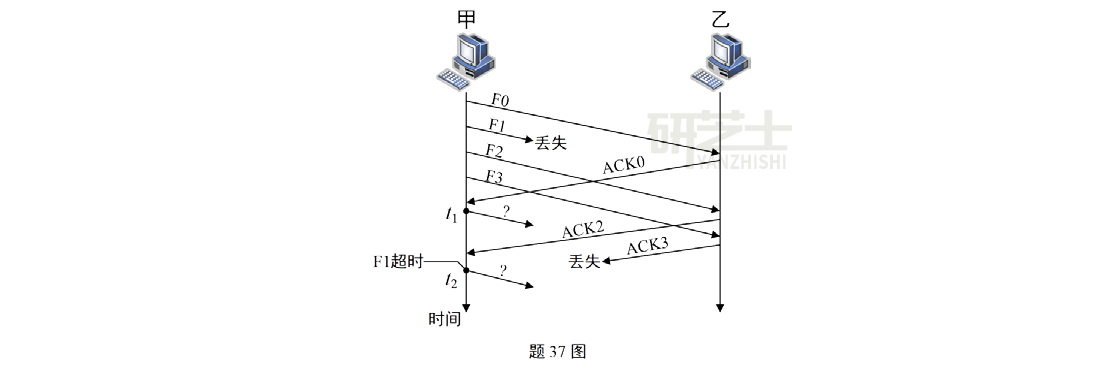 甲
乙
F0
F1
丢失
研艺士
YANZHISHI
F2
ACK0
F3
t₁
?
ACK2
ACK3
F1超时
丢失
t₂
?
时间
题 37 图